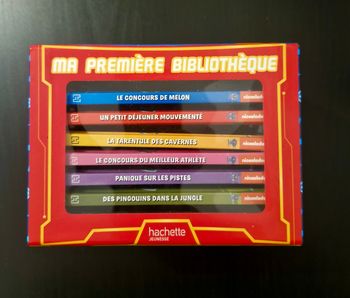 MA PREMIÈRE BIBLIOTHÈQUE
LE CONCOURS DE MELON
UN PETIT DÉJEUNER MOUVEMENTÉ
LA TARENTULE DES CAVERNES
LE CONCOURS DU MEILLEUR ATHLÈTE
PANIQUE SUR LES PISTES
DES PINGOUINS DANS LA JUNGLE
hachette
JEUNESSE